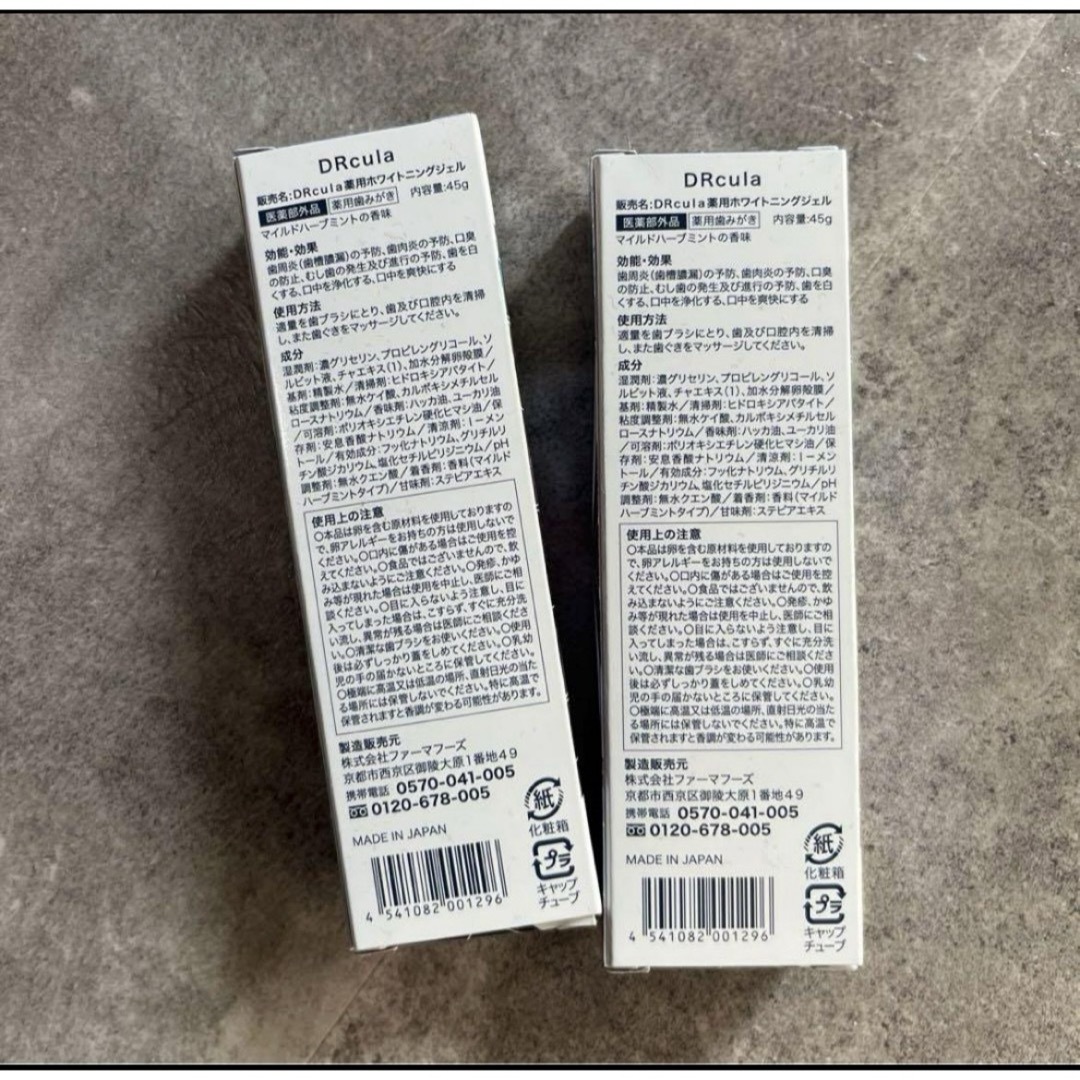 DRcula
販売名:DRcula薬用ホワイトニングジェル
医薬部外品 薬用歯みがき 内容量:45g
マイルドハーブミントの香味
効能・効果
歯周炎(歯槽膿漏)の予防、歯肉炎の予防、口臭
の防止、むし歯の発生及び進行の予防、歯を白
くする、口中を浄化する、口中を爽快にする
使用方法
適量を歯ブラシにとり、歯及び口腔内を清掃
し、また歯ぐきをマッサージしてください。
成分
湿潤剤:濃グリセリン、プロピレングリコール、ソ
ルビット液、チャエキス(1)、加水分解卵殻膜/
基剤:精製水/清掃剤:ヒドロキシアパタイト/
粘度調整剤:無水ケイ酸、カルボキシメチルセル
ロースナトリウム/香味剤:ハッカ油、ユーカリ油
/可溶剤:ポリオキシエチレン硬化ヒマシ油/保
存剤:安息香酸ナトリウム/清涼剤:l-メン
トール/有効成分:フッ化ナトリウム、グリチルリ
チン酸ジカリウム、塩化セチルピリジニウム/pH
調整剤:無水クエン酸/着香剤:香料(マイルド
ハーブミントタイプ)/甘味剤:ステビアエキス
使用上の注意
○本品は卵を含む原材料を使用しておりますの
で、卵アレルギーをお持ちの方は使用しないで
ください。○口内に傷がある場合はご使用を控
えてください。○食品ではございませんので、飲
み込まないようにご注意ください。○発疹、かゆ
み等が現れた場合は使用を中止し、医師にご相
談ください。○目に入らないよう注意し、目に
入ってしまった場合は、こすらず、すぐに充分洗
い流し、異常が残る場合は医師にご相談くださ
い。○清潔な歯ブラシをお使いください。○使用
後は必ずしっかり蓋をしめてください。○乳幼
児の手の届かないところに保管してください。
○極端に高温又は低温の場所、直射日光の当た
る場所には保管しないでください。特に高温で
保管されますと香調が変わる可能性があります。
製造販売元
株式会社ファーマフーズ
京都市西京区御陵大原1番地49
携帯電話 0570-041-005
0120-678-005
MADE IN JAPAN
紙
化粧箱
プラ
キャップ
チューブ
4 541082 001296
DRcula
販売名:DRcula薬用ホワイトニングジェル
医薬部外品 薬用歯みがき 内容量:45g
マイルドハーブミントの香味
効能・効果
歯周炎(歯槽膿漏)の予防、歯肉炎の予防、口臭
の防止、むし歯の発生及び進行の予防、歯を白
くする、口中を浄化する、口中を爽快にする
使用方法
適量を歯ブラシにとり、歯及び口腔内を清掃
し、また歯ぐきをマッサージしてください。
成分
湿潤剤:濃グリセリン、プロピレングリコール、ソ
ルビット液、チャエキス(1)、加水分解卵殻膜/
基剤:精製水/清掃剤:ヒドロキシアパタイト/
粘度調整剤:無水ケイ酸、カルボキシメチルセル
ロースナトリウム/香味剤:ハッカ油、ユーカリ油
/可溶剤:ポリオキシエチレン硬化ヒマシ油/保
存剤:安息香酸ナトリウム/清涼剤:l-メン
トール/有効成分:フッ化ナトリウム、グリチルリ
チン酸ジカリウム、塩化セチルピリジニウム/pH
調整剤:無水クエン酸/着香剤:香料(マイルド
ハーブミントタイプ)/甘味剤:ステビアエキス
使用上の注意
○本品は卵を含む原材料を使用しておりますの
で、卵アレルギーをお持ちの方は使用しないで
ください。○口内に傷がある場合はご使用を控
えてください。○食品ではございませんので、飲
み込まないようにご注意ください。○発疹、かゆ
み等が現れた場合は使用を中止し、医師にご相
談ください。○目に入らないよう注意し、目に
入ってしまった場合は、こすらず、すぐに充分洗
い流し、異常が残る場合は医師にご相談くださ
い。○清潔な歯ブラシをお使いください。○使用
後は必ずしっかり蓋をしめてください。○乳幼
児の手の届かないところに保管してください。
○極端に高温又は低温の場所、直射日光の当た
る場所には保管しないでください。特に高温で
保管されますと香調が変わる可能性があります。
製造販売元
株式会社ファーマフーズ
京都市西京区御陵大原1番地49
携帯電話 0570-041-005
0120-678-005
MADE IN JAPAN
紙
化粧箱
プラ
キャップ
チューブ
4 541082 001296